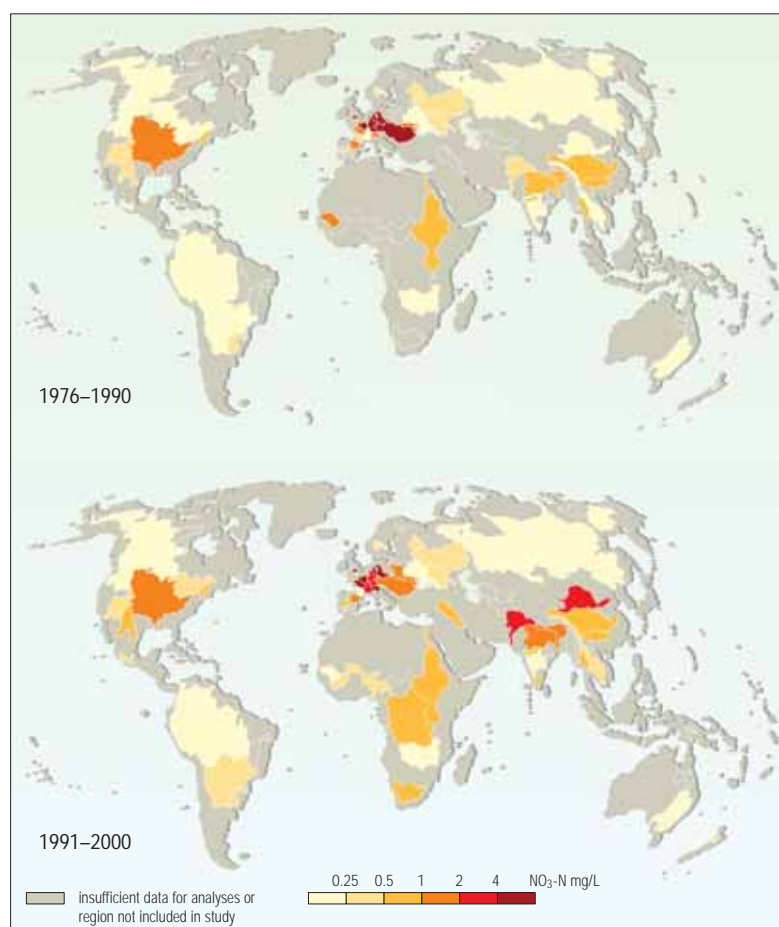 1976–1990
1991–2000
0.25 0.5 1 2 4 NO₃-N mg/L
insufficient data for analyses or
region not included in study